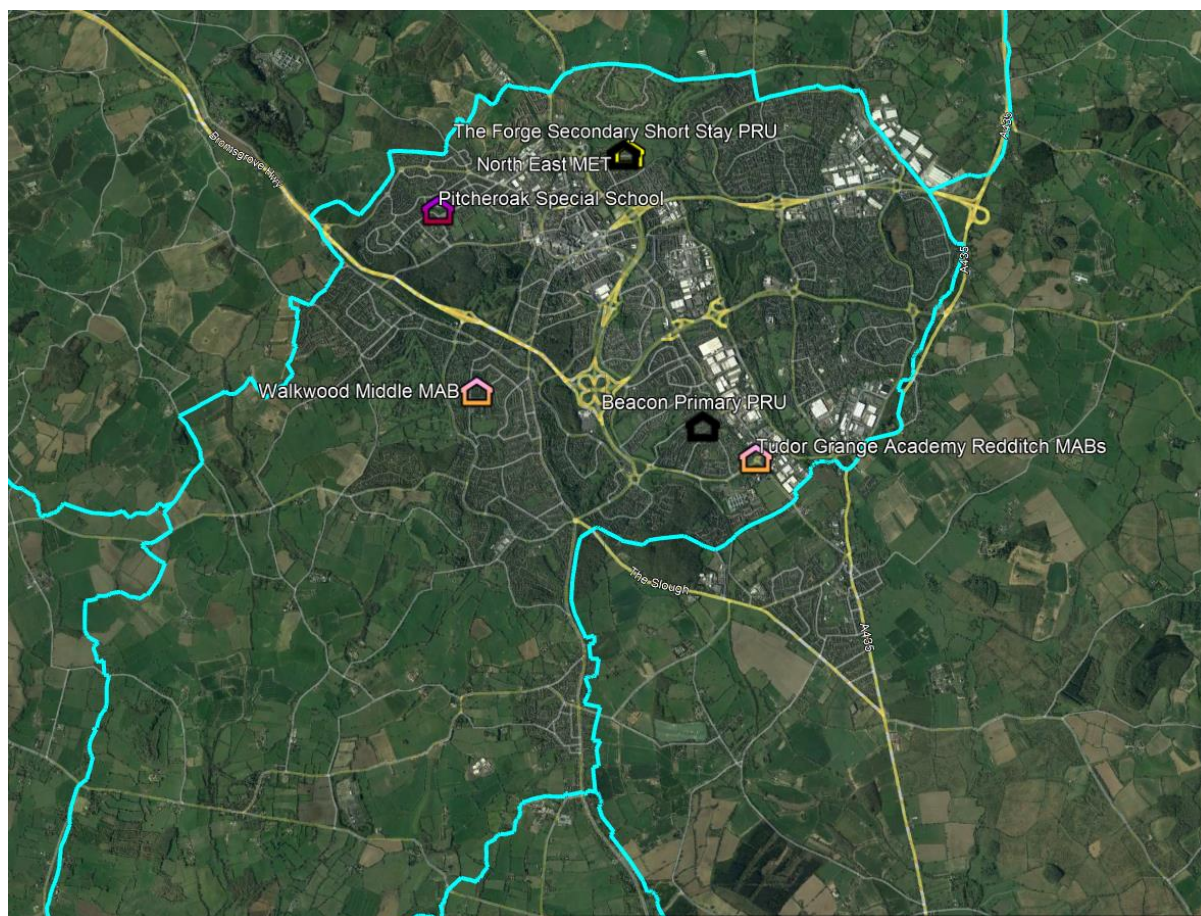 A435
The Forge Secondary Short Stay PRU
Bromsgrove Hwy
North East MET
Pitcheroak Special School
A435
Walkwood Middle MAB
Beacon Primary PRU
Tudor Grange Academy Redditch MABs
The Slough
A435